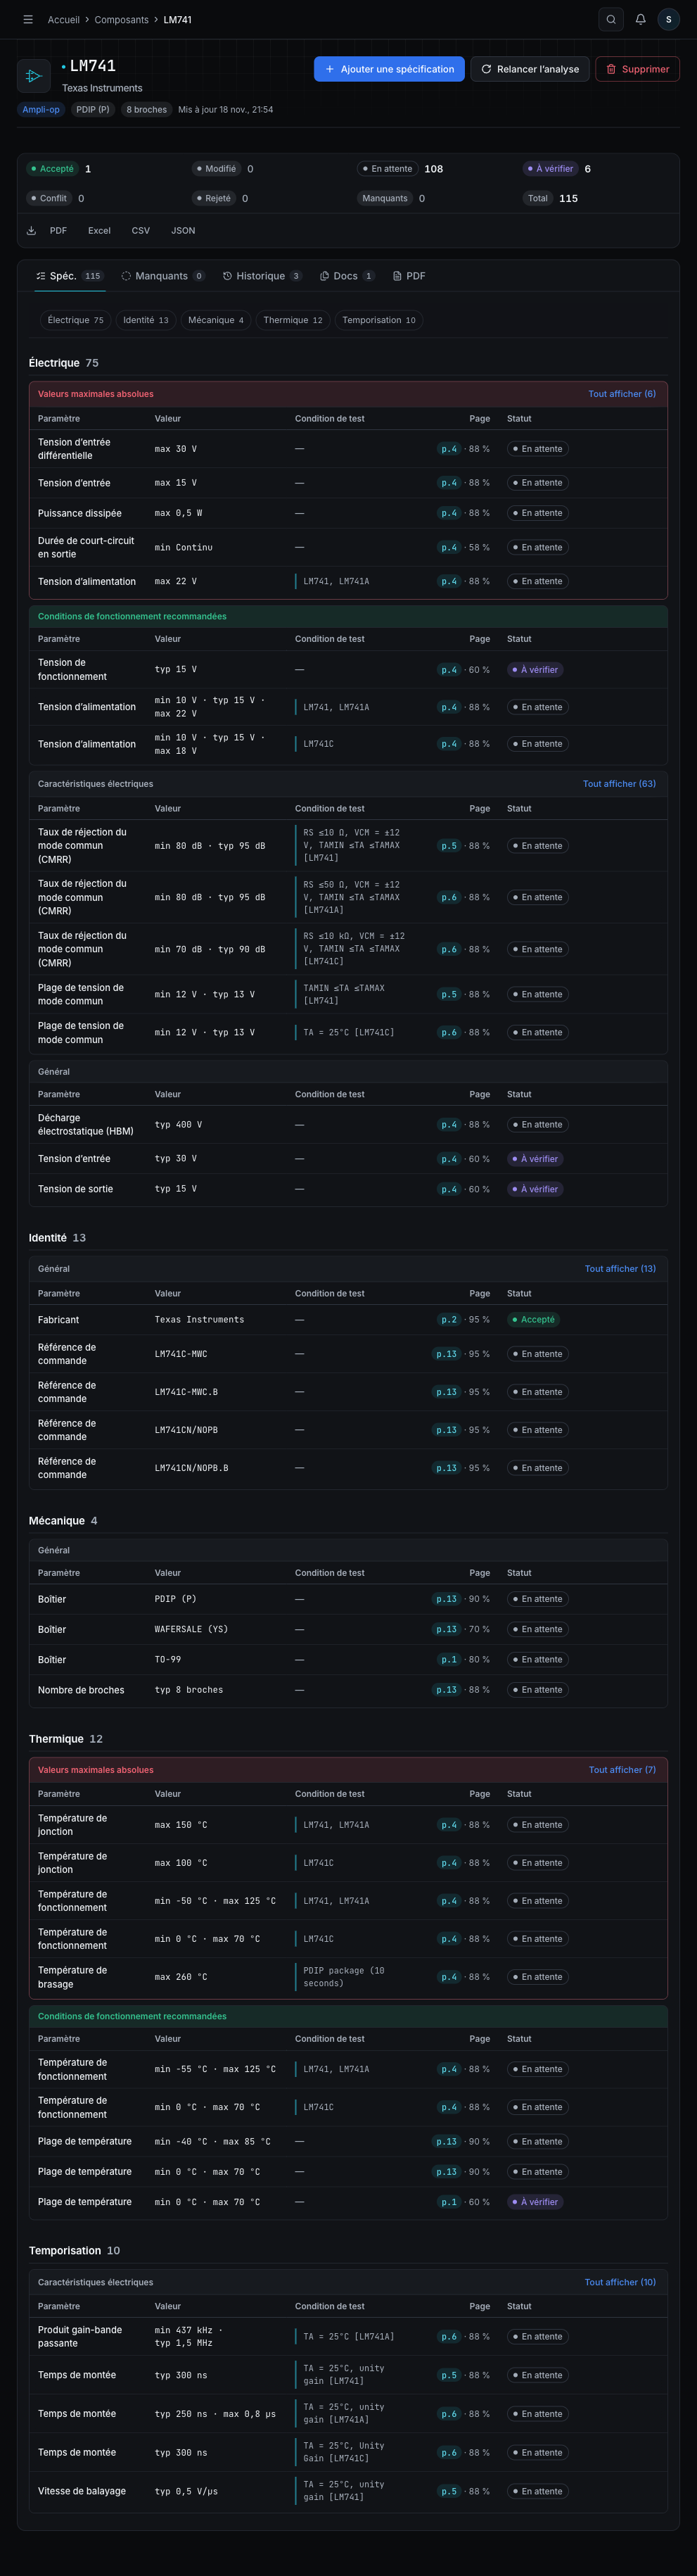 Accueil > Composants > LM741
S
LM741
Texas Instruments
Ajouter une spécification
Relancer l'analyse
Supprimer
Ampli-op PDIP (P) 8 broches Mis à jour 18 nov., 21:54
Accepté 1 Modifié 0 En attente 108 À vérifier 6
Conflit 0 Rejeté 0 Manquants 0 Total 115
PDF Excel CSV JSON
Spéc. 115 Manquants 0 Historique 3 Docs 1 PDF
Électrique 75 Identité 13 Mécanique 4 Thermique 12 Temporisation 10
Électrique 75
Valeurs maximales absolues Tout afficher (6)
Paramètre Valeur Condition de test Page Statut
Tension d'entrée
différentielle
max 30 V — p.4 · 88 % En attente
Tension d'entrée max 15 V — p.4 · 88 % En attente
Puissance dissipée max 0,5 W — p.4 · 88 % En attente
Durée de court-circuit
en sortie
min Continu — p.4 · 58 % En attente
Tension d'alimentation max 22 V LM741, LM741A p.4 · 88 % En attente
Conditions de fonctionnement recommandées
Paramètre Valeur Condition de test Page Statut
Tension de
fonctionnement
typ 15 V — p.4 · 60 % À vérifier
Tension d'alimentation
min 10 V · typ 15 V ·
max 22 V
LM741, LM741A p.4 · 88 % En attente
Tension d'alimentation
min 10 V · typ 15 V ·
max 18 V
LM741C p.4 · 88 % En attente
Caractéristiques électriques Tout afficher (63)
Paramètre Valeur Condition de test Page Statut
Taux de réjection du
mode commun
(CMRR)
min 80 dB · typ 95 dB
RS ≤10 Ω, VCM = ±12
V, TAMIN ≤TA ≤TAMAX
[LM741]
p.5 · 88 % En attente
Taux de réjection du
mode commun
(CMRR)
min 80 dB · typ 95 dB
RS ≤50 Ω, VCM = ±12
V, TAMIN ≤TA ≤TAMAX
[LM741A]
p.6 · 88 % En attente
Taux de réjection du
mode commun
(CMRR)
min 70 dB · typ 90 dB
RS ≤10 kΩ, VCM = ±12
V, TAMIN ≤TA ≤TAMAX
[LM741C]
p.6 · 88 % En attente
Plage de tension de
mode commun
min 12 V · typ 13 V
TAMIN ≤TA ≤TAMAX
[LM741]
p.5 · 88 % En attente
Plage de tension de
mode commun
min 12 V · typ 13 V TA = 25°C [LM741C] p.6 · 88 % En attente
Général
Paramètre Valeur Condition de test Page Statut
Décharge
électrostatique (HBM)
typ 400 V — p.4 · 88 % En attente
Tension d'entrée typ 30 V — p.4 · 60 % À vérifier
Tension de sortie typ 15 V — p.4 · 60 % À vérifier
Identité 13
Général Tout afficher (13)
Paramètre Valeur Condition de test Page Statut
Fabricant Texas Instruments — p.2 · 95 % Accepté
Référence de
commande
LM741C-MWC — p.13 · 95 % En attente
Référence de
commande
LM741C-MWC.B — p.13 · 95 % En attente
Référence de
commande
LM741CN/NOPB — p.13 · 95 % En attente
Référence de
commande
LM741CN/NOPB.B — p.13 · 95 % En attente
Mécanique 4
Général
Paramètre Valeur Condition de test Page Statut
Boîtier PDIP (P) — p.13 · 90 % En attente
Boîtier WAFERSALE (YS) — p.13 · 70 % En attente
Boîtier TO-99 — p.1 · 80 % En attente
Nombre de broches typ 8 broches — p.13 · 88 % En attente
Thermique 12
Valeurs maximales absolues Tout afficher (7)
Paramètre Valeur Condition de test Page Statut
Température de
jonction
max 150 °C LM741, LM741A p.4 · 88 % En attente
Température de
jonction
max 100 °C LM741C p.4 · 88 % En attente
Température de
fonctionnement
min -50 °C · max 125 °C LM741, LM741A p.4 · 88 % En attente
Température de
fonctionnement
min 0 °C · max 70 °C LM741C p.4 · 88 % En attente
Température de
brasage
max 260 °C
PDIP package (10
seconds)
p.4 · 88 % En attente
Conditions de fonctionnement recommandées
Paramètre Valeur Condition de test Page Statut
Température de
fonctionnement
min -55 °C · max 125 °C LM741, LM741A p.4 · 88 % En attente
Température de
fonctionnement
min 0 °C · max 70 °C LM741C p.4 · 88 % En attente
Plage de température min -40 °C · max 85 °C — p.13 · 90 % En attente
Plage de température min 0 °C · max 70 °C — p.13 · 90 % En attente
Plage de température min 0 °C · max 70 °C — p.1 · 60 % À vérifier
Temporisation 10
Caractéristiques électriques Tout afficher (10)
Paramètre Valeur Condition de test Page Statut
Produit gain-bande
passante
min 437 kHz ·
typ 1,5 MHz
TA = 25°C [LM741A] p.6 · 88 % En attente
Temps de montée typ 300 ns
TA = 25°C, unity
gain [LM741]
p.5 · 88 % En attente
Temps de montée typ 250 ns · max 0,8 µs
TA = 25°C, unity
gain [LM741A]
p.6 · 88 % En attente
Temps de montée typ 300 ns
TA = 25°C, Unity
Gain [LM741C]
p.6 · 88 % En attente
Vitesse de balayage typ 0,5 V/µs
TA = 25°C, unity
gain [LM741]
p.5 · 88 % En attente